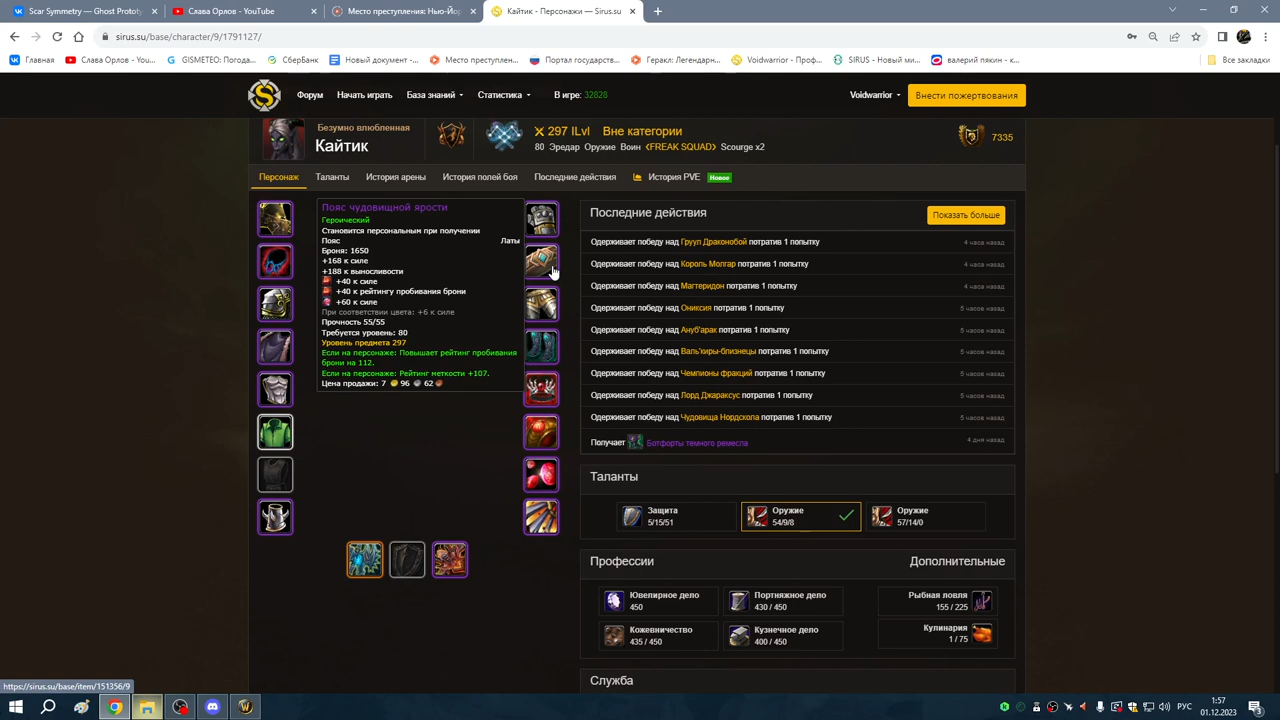 Scar Symmetry — Ghost Prototy
Слава Орлов - YouTube
Место преступления: Нью-Йор
Кайтик - Персонажи — Sirus.su
sirus.su/base/character/9/1791127/
Главная
Слава Орлов - You...
GISMETEO: Погода...
СберБанк
Новый документ -...
Место преступлен...
Портал государств...
Геракл: Легендарн...
Voidwarrior – Проф...
SIRUS - Новый ми...
валерий пякин - к...
Все закладки
Форум
Начать играть
База знаний
Статистика
В игре: 32828
Voidwarrior
Внести пожертвования
Безумно влюбленная
Кайтик
297 ILvl Вне категории
80 Эредар Оружие Воин <FREAK SQUAD> Scourge x2
7335
Персонаж
Таланты
История арены
История полей боя
Последние действия
История PVE
Новое
Пояс чудовищной ярости
Героический
Становится персональным при получении
Пояс Латы
Броня: 1650
+168 к силе
+188 к выносливости
+40 к силе
+40 к рейтингу пробивания брони
+60 к силе
При соответствии цвета: +6 к силе
Прочность 55/55
Требуется уровень: 80
Уровень предмета 297
Если на персонаже: Повышает рейтинг пробивания
брони на 112.
Если на персонаже: Рейтинг меткости +107.
Цена продажи: 7 96 62
Последние действия
Показать больше
Одерживает победу над Груул Драконобой потратив 1 попытку 4 часа назад
Одерживает победу над Король Молгар потратив 1 попытку 4 часа назад
Одерживает победу над Магтеридон потратив 1 попытку 4 часа назад
Одерживает победу над Ониксия потратив 1 попытку 5 часов назад
Одерживает победу над Ануб'арак потратив 1 попытку 5 часов назад
Одерживает победу над Валь'киры-близнецы потратив 1 попытку 5 часов назад
Одерживает победу над Чемпионы фракций потратив 1 попытку 5 часов назад
Одерживает победу над Лорд Джараксус потратив 1 попытку 5 часов назад
Одерживает победу над Чудовища Нордскола потратив 1 попытку 5 часов назад
Получает Ботфорты темного ремесла 4 дня назад
Таланты
Защита
5/15/51
Оружие
54/9/8
Оружие
57/14/0
Профессии
Дополнительные
Ювелирное дело
450
Портняжное дело
430 / 450
Рыбная ловля
155 / 225
Кожевничество
435 / 450
Кузнечное дело
400 / 450
Кулинария
1 / 75
Служба
https://sirus.su/base/item/151356/9
РУС
1:57
01.12.2023
3